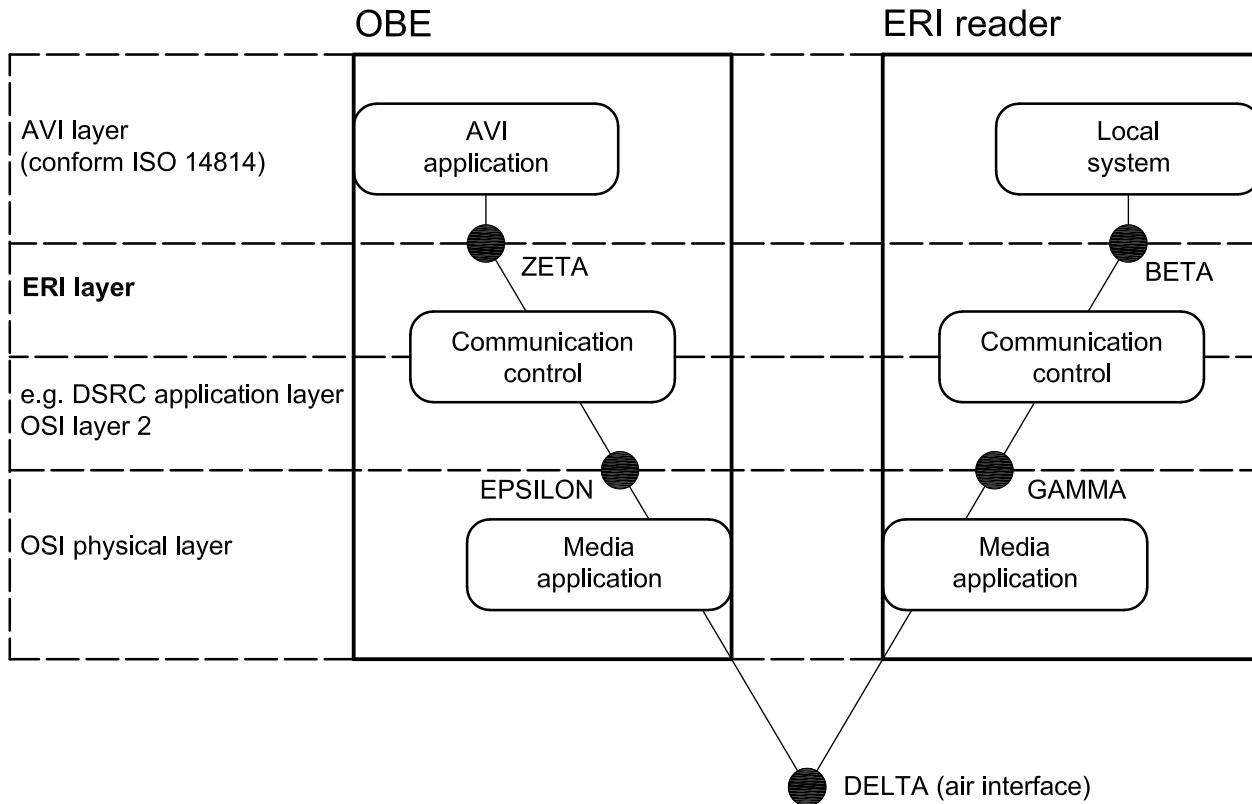 OBE
ERI reader
AVI layer
(conform ISO 14814)
AVI
application
Local
system
ZETA
BETA
ERI layer
Communication
control
Communication
control
e.g. DSRC application layer
OSI layer 2
EPSILON
GAMMA
OSI physical layer
Media
application
Media
application
DELTA (air interface)